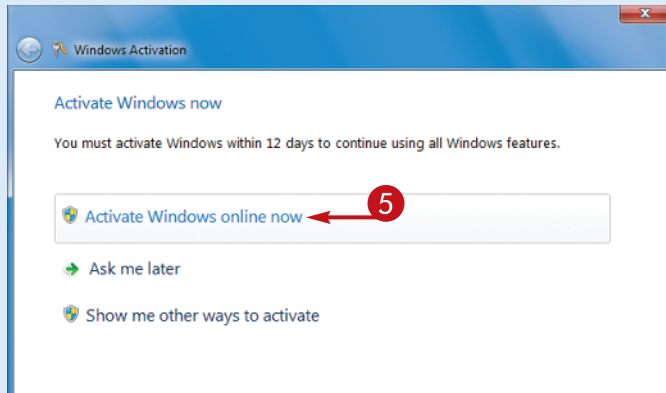 x
Windows Activation
Activate Windows now
You must activate Windows within 12 days to continue using all Windows features.
Activate Windows online now 5
Ask me later
Show me other ways to activate